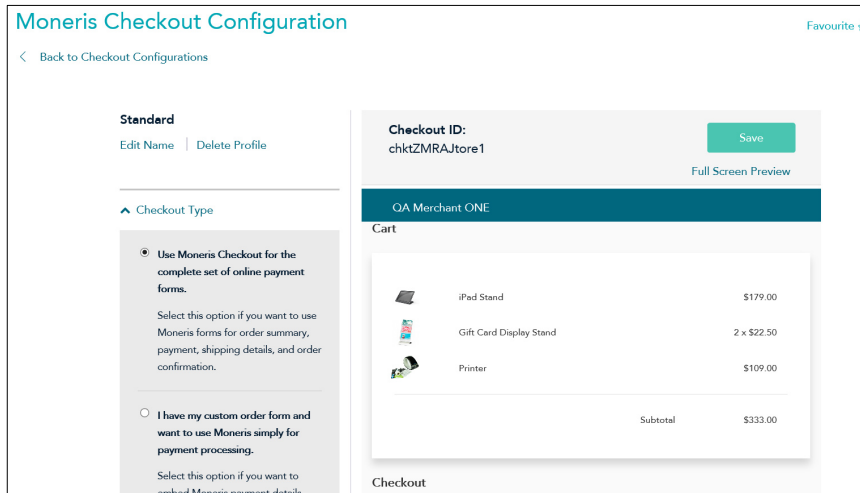 Moneris Checkout Configuration
Favourite
Back to Checkout Configurations
Standard
Edit Name | Delete Profile
Checkout Type
Use Moneris Checkout for the
complete set of online payment
forms.
Select this option if you want to use
Moneris forms for order summary,
payment, shipping details, and order
confirmation.
I have my custom order form and
want to use Moneris simply for
payment processing.
Select this option if you want to
embed Moneris payment details
Checkout ID:
chktZMRAJtore1
Save
Full Screen Preview
QA Merchant ONE
Cart
iPad Stand $179.00
Gift Card Display Stand 2 x $22.50
Printer $109.00
Subtotal $333.00
Checkout